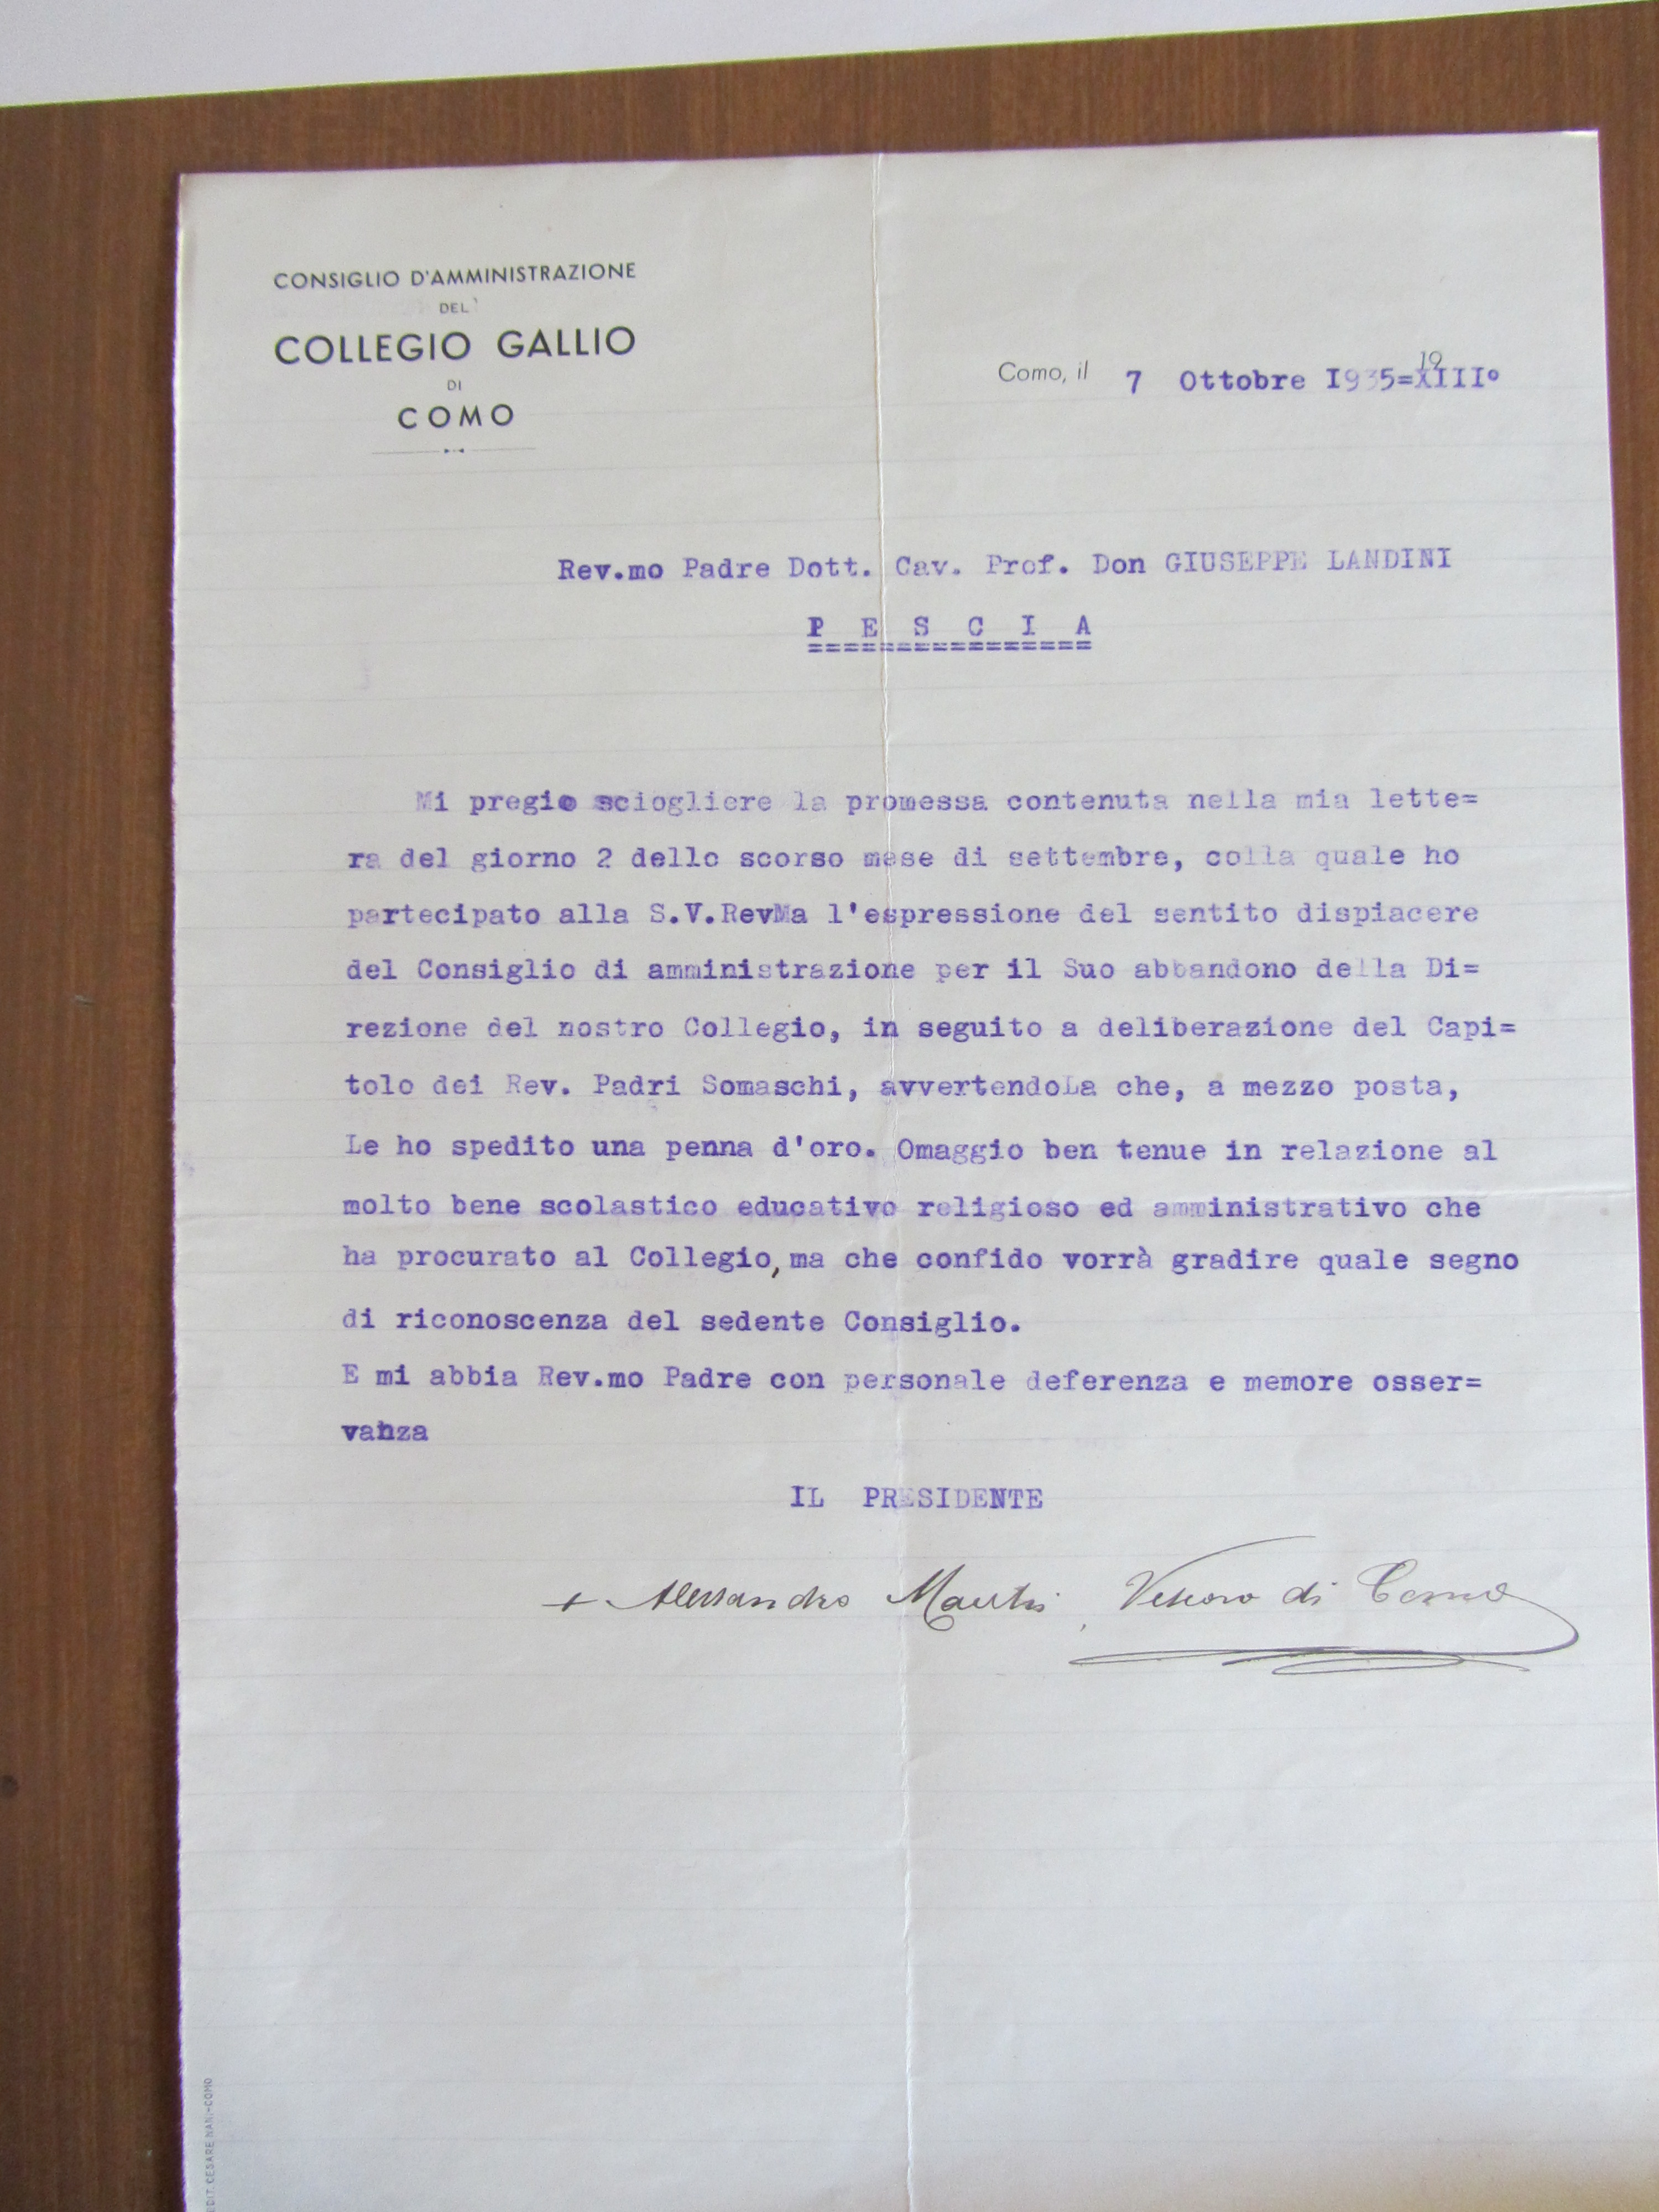 CONSIGLIO D'AMMINISTRAZIONE
DEL
COLLEGIO GALLIO
DI
COMO
Como, il 7 Ottobre I935=XIII°
Rev.mo Padre Dott. Cav. Prof. Don GIUSEPPE LANDINI
P E S C I A
================
Mi pregio sciogliere la promessa contenuta nella mia lette=
ra del giorno 2 dello scorso mese di settembre, colla quale ho
partecipato alla S.V.RevMa l'espressione del sentito dispiacere
del Consiglio di amministrazione per il Suo abbandono della Di=
rezione del nostro Collegio, in seguito a deliberazione del Capi=
tolo dei Rev. Padri Somaschi, avvertendoLa che, a mezzo posta,
Le ho spedito una penna d'oro. Omaggio ben tenue in relazione al
molto bene scolastico educativo religioso ed amministrativo che
ha procurato al Collegio, ma che confido vorrà gradire quale segno
di riconoscenza del sedente Consiglio.
E mi abbia Rev.mo Padre con personale deferenza e memore osser=
vanza
IL PRESIDENTE
+ Alessandro Macchi, Vescovo di Como
EDIT. CESARE NANI-COMO